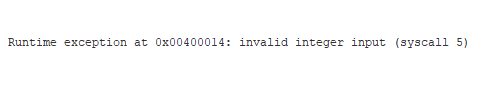 Runtime exception at 0x00400014: invalid integer input (syscall 5)